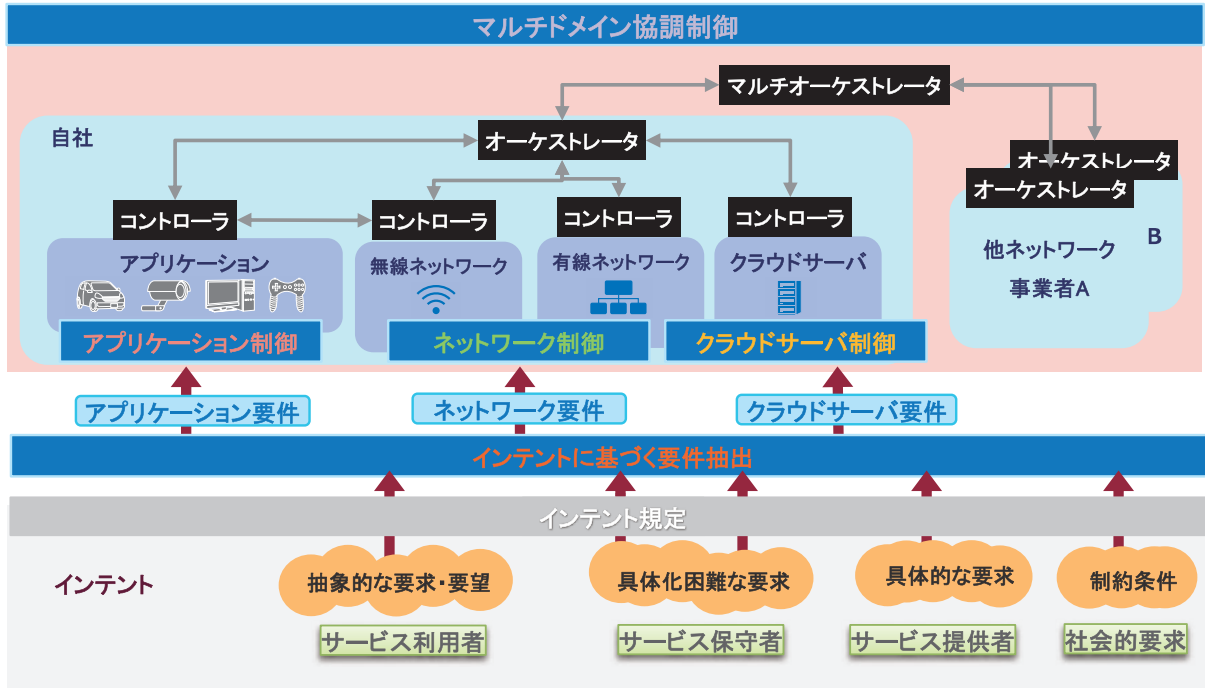 マルチドメイン協調制御
マルチオーケストレータ
自社
オーケストレータ
オーケストレータ
オーケストレータ
コントローラ
コントローラ
コントローラ
コントローラ
アプリケーション
無線ネットワーク
有線ネットワーク
クラウドサーバ
他ネットワーク
事業者A
B
アプリケーション制御
ネットワーク制御
クラウドサーバ制御
アプリケーション要件
ネットワーク要件
クラウドサーバ要件
インテントに基づく要件抽出
インテント規定
インテント
抽象的な要求・要望
具体化困難な要求
具体的な要求
制約条件
サービス利用者
サービス保守者
サービス提供者
社会的要求